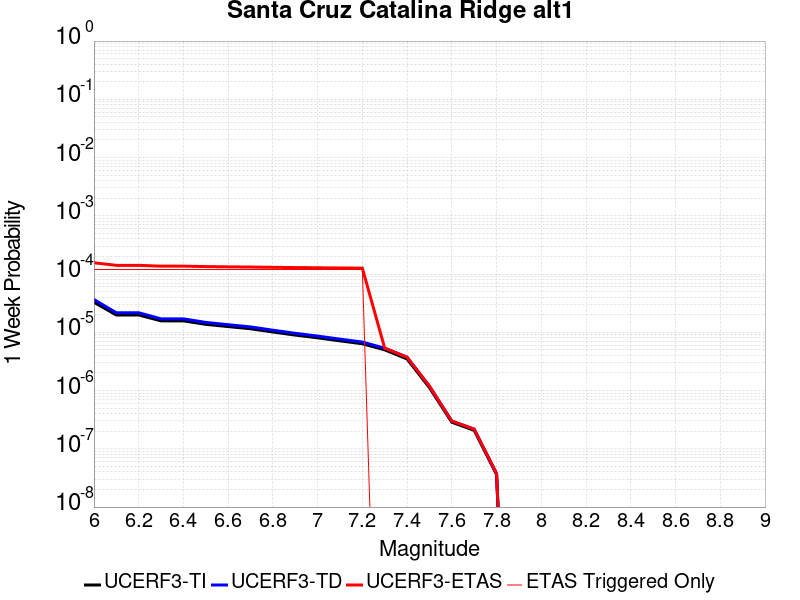 Santa Cruz Catalina Ridge alt1
10 0
10 -1
10 -2
10 -3
10 -4
10 -5
10 -6
10 -7
10 -8
1 Week Probability
6 6.2 6.4 6.6 6.8 7 7.2 7.4 7.6 7.8 8 8.2 8.4 8.6 8.8 9
Magnitude
UCERF3-TI UCERF3-TD UCERF3-ETAS ETAS Triggered Only